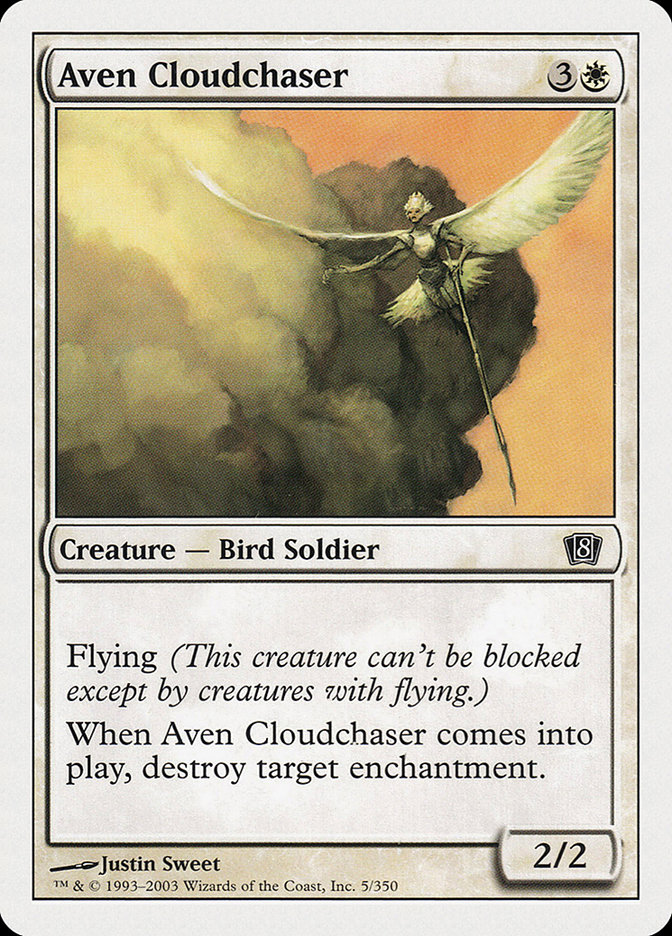 Aven Cloudchaser 3
Creature — Bird Soldier 8
Flying (This creature can't be blocked
except by creatures with flying.)
When Aven Cloudchaser comes into
play, destroy target enchantment.
2/2
Justin Sweet
™ & © 1993–2003 Wizards of the Coast, Inc. 5/350